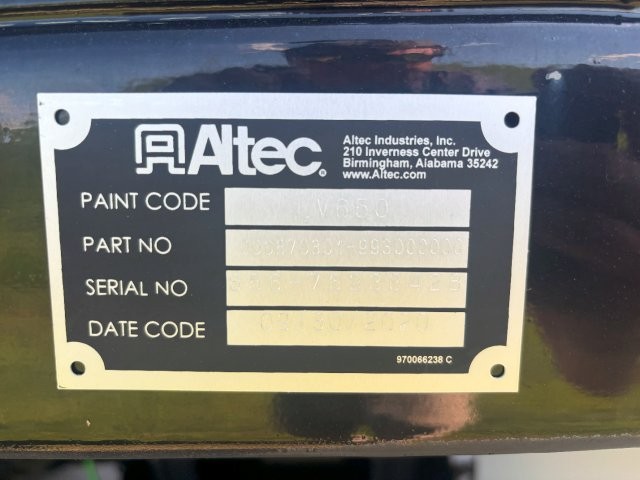 Altec
Altec Industries, Inc.
210 Inverness Center Drive
Birmingham, Alabama 35242
www.Altec.com
PAINT CODE
PART NO
SERIAL NO
DATE CODE
970066238 C